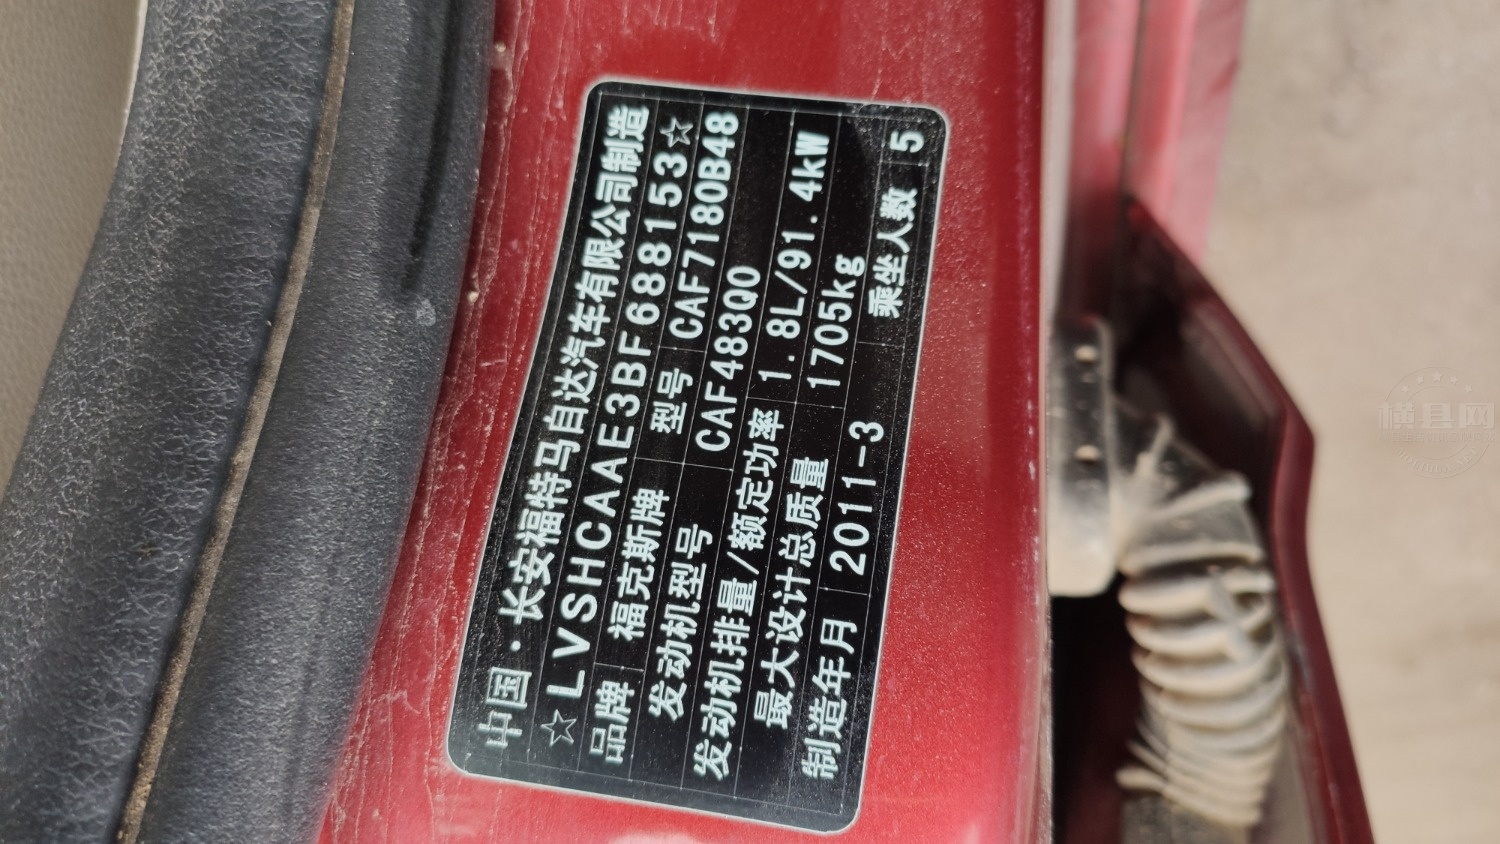 中国·长安福特马自达汽车有限公司制造
☆LVSHCAAE3BF688153☆
品牌 福克斯牌 型号 CAF7180B48
发动机型号 CAF483Q0
发动机排量/额定功率 1.8L/91.4kW
最大设计总质量 1705kg
制造年月 2011-3 乘坐人数 5
横县网